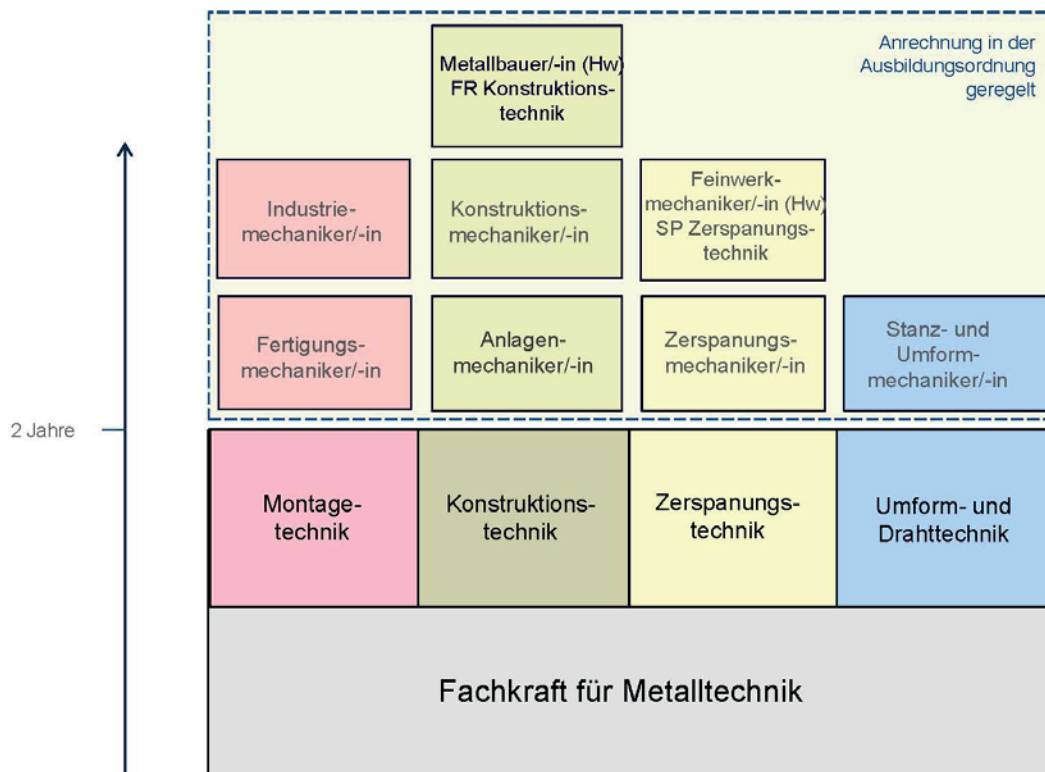 Anrechnung in der
Ausbildungsordnung
geregelt
Metallbauer/-in (Hw)
FR Konstruktions-
technik
Industrie-
mechaniker/-in
Konstruktions-
mechaniker/-in
Feinwerk-
mechaniker/-in (Hw)
SP Zerspanungs-
technik
Fertigungs-
mechaniker/-in
Anlagen-
mechaniker/-in
Zerspanungs-
mechaniker/-in
Stanz- und
Umform-
mechaniker/-in
2 Jahre
Montage-
technik
Konstruktions-
technik
Zerspanungs-
technik
Umform- und
Drahttechnik
Fachkraft für Metalltechnik